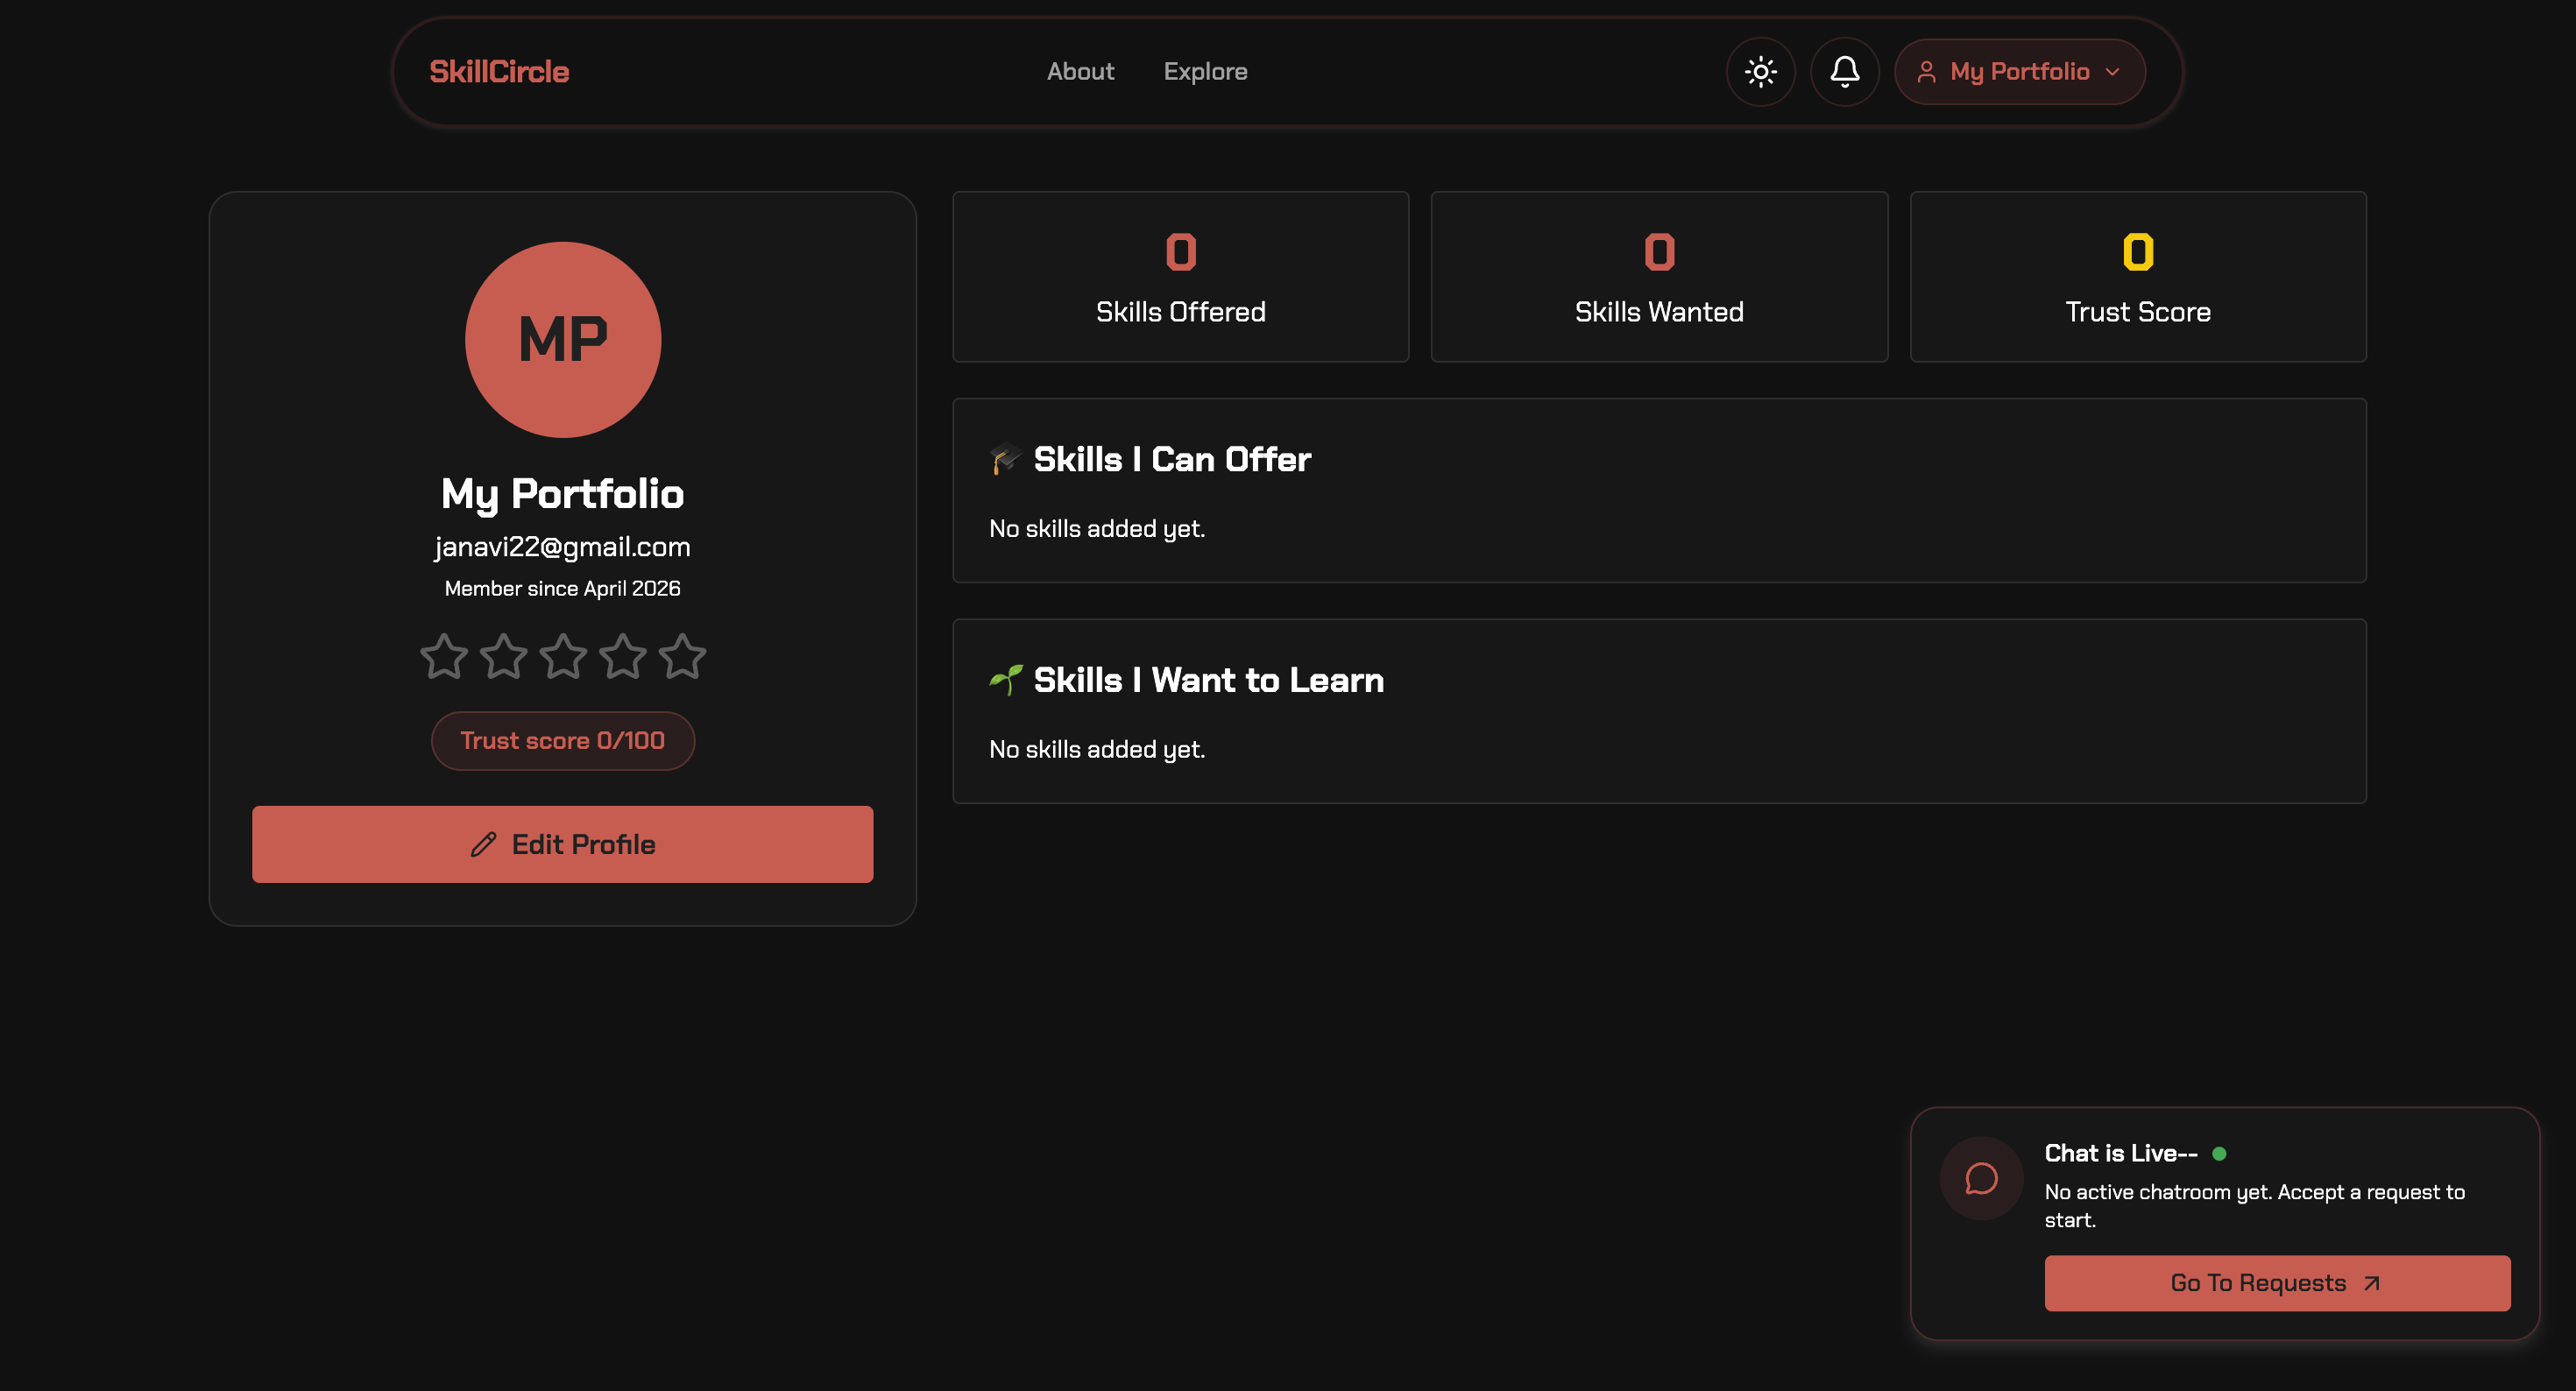 SkillCircle
About
Explore
My Portfolio
MP
My Portfolio
janavi22@gmail.com
Member since April 2026
Trust score 0/100
Edit Profile
0
Skills Offered
0
Skills Wanted
0
Trust Score
🎓 Skills I Can Offer
No skills added yet.
🌱 Skills I Want to Learn
No skills added yet.
Chat is Live--
No active chatroom yet. Accept a request to
start.
Go To Requests